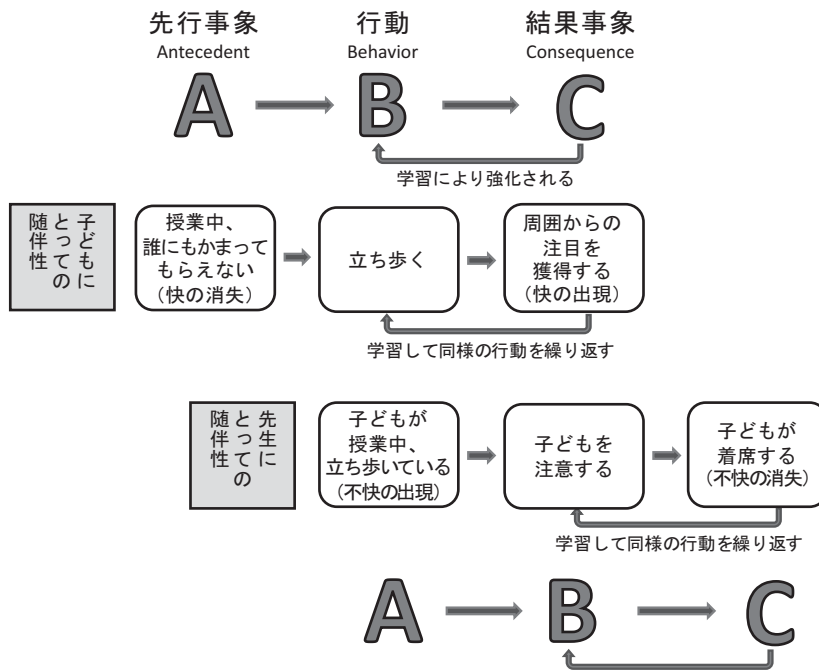 先行事象
行動
結果事象
Antecedent
Behavior
Consequence
A
B
C
学習により強化される
子どもに
とっての
随伴性
授業中、
誰にもかまって
もらえない
（快の消失）
立ち歩く
周囲からの
注目を
獲得する
（快の出現）
学習して同様の行動を繰り返す
先生に
とっての
随伴性
子どもが
授業中、
立ち歩いている
（不快の出現）
子どもを
注意する
子どもが
着席する
（不快の消失）
学習して同様の行動を繰り返す
A
B
C